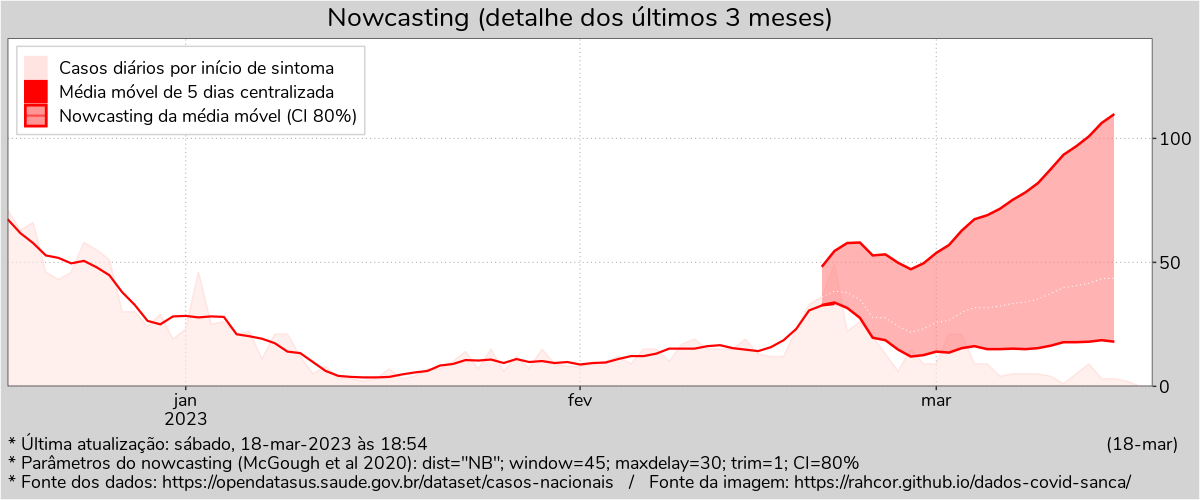 Nowcasting (detalhe dos últimos 3 meses)
Casos diários por início de sintoma
Média móvel de 5 dias centralizada
Nowcasting da média móvel (CI 80%)
100
50
0
jan
2023
fev
mar
* Última atualização: sábado, 18-mar-2023 às 18:54
(18-mar)
* Parâmetros do nowcasting (McGough et al 2020): dist="NB"; window=45; maxdelay=30; trim=1; CI=80%
* Fonte dos dados: https://opendatasus.saude.gov.br/dataset/casos-nacionais / Fonte da imagem: https://rahcor.github.io/dados-covid-sanca/